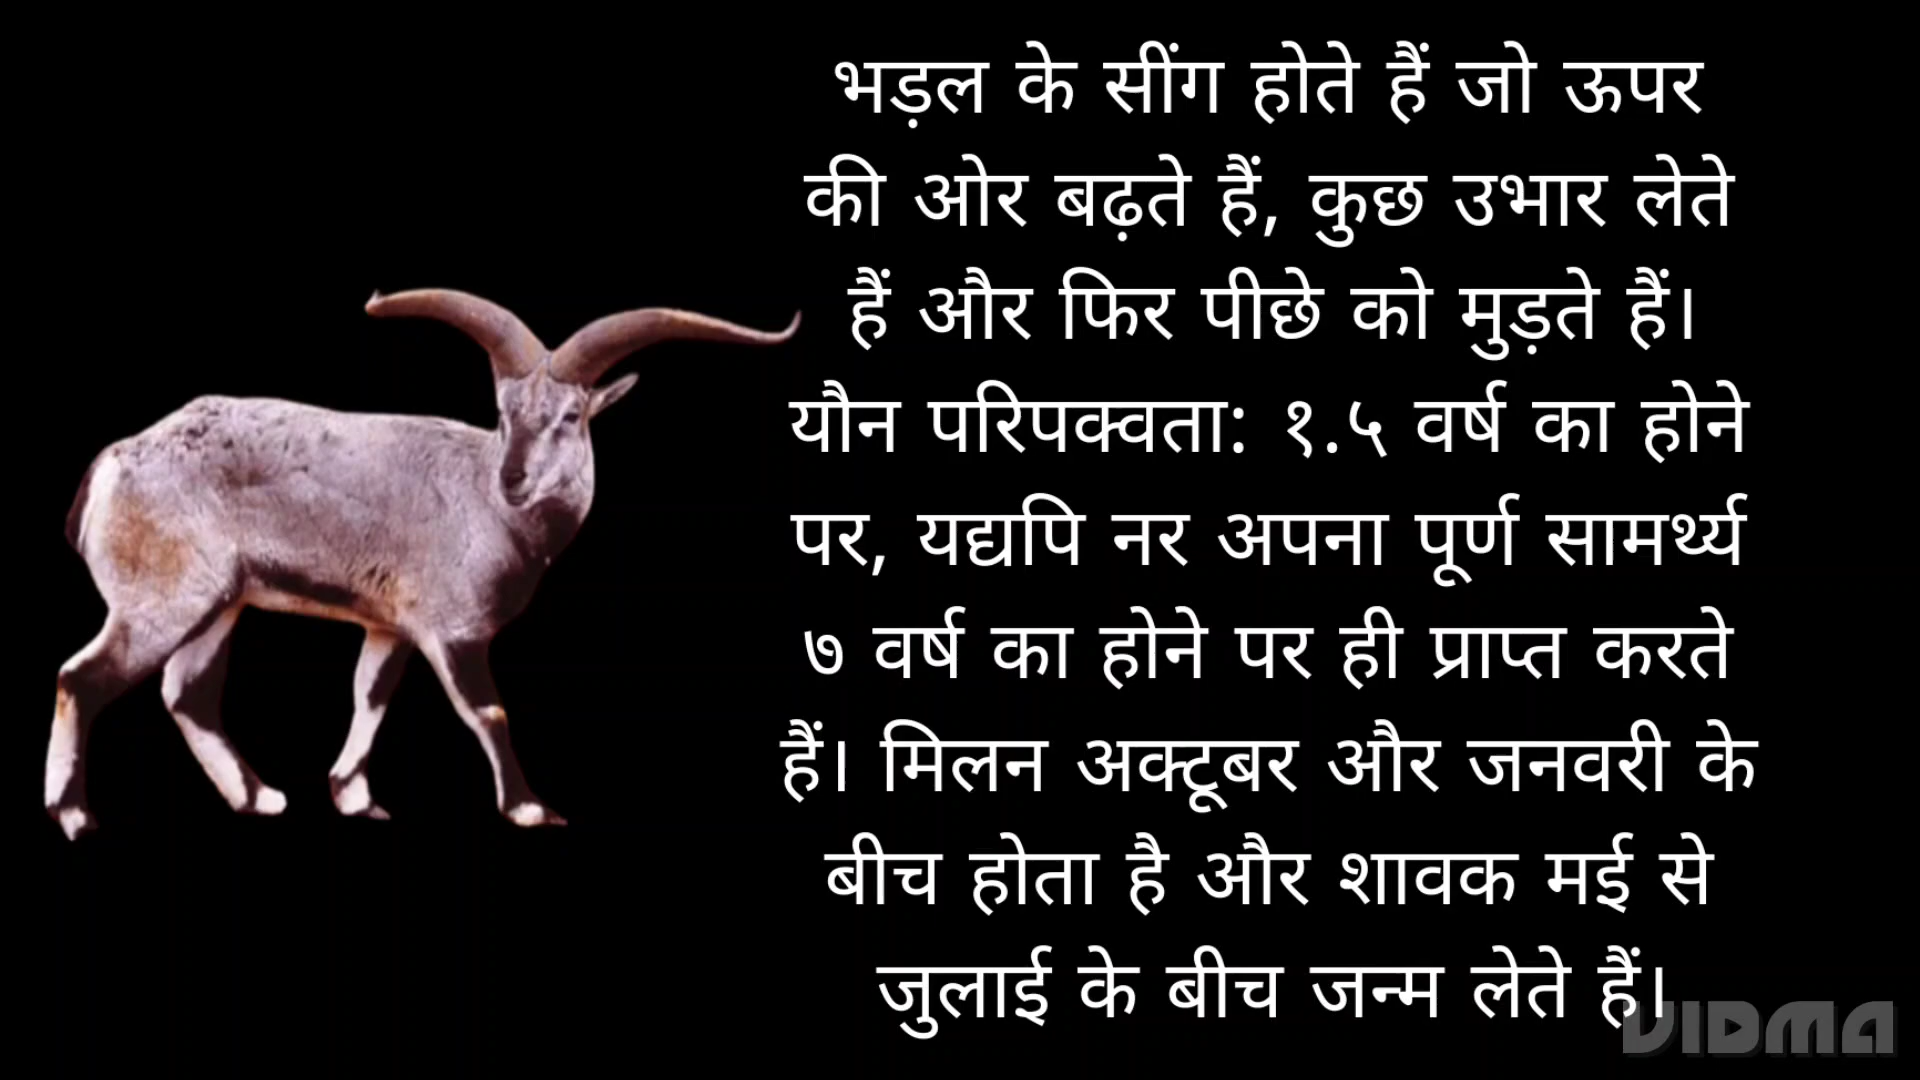 भड़ल के सींग होते हैं जो ऊपर
की ओर बढ़ते हैं, कुछ उभार लेते
हैं और फिर पीछे को मुड़ते हैं।
यौन परिपक्वता: १.५ वर्ष का होने
पर, यद्यपि नर अपना पूर्ण सामर्थ्य
७ वर्ष का होने पर ही प्राप्त करते
हैं। मिलन अक्टूबर और जनवरी के
बीच होता है और शावक मई से
जुलाई के बीच जन्म लेते हैं।
VIDMA